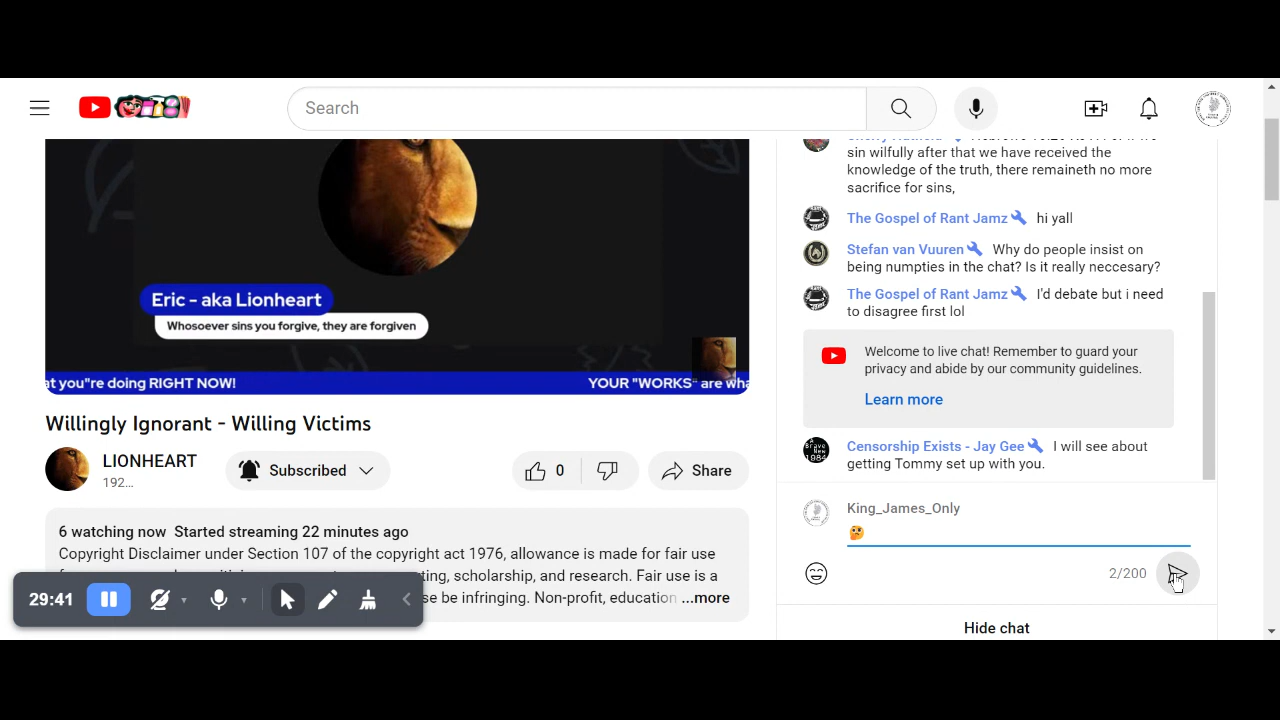 Search
sin wilfully after that we have received the
knowledge of the truth, there remaineth no more
sacrifice for sins,
The Gospel of Rant Jamz hi yall
Stefan van Vuuren Why do people insist on
being numpties in the chat? Is it really neccesary?
The Gospel of Rant Jamz I'd debate but i need
to disagree first lol
Welcome to live chat! Remember to guard your
privacy and abide by our community guidelines.
Learn more
Censorship Exists - Jay Gee I will see about
getting Tommy set up with you.
King_James_Only
2/200
Hide chat
Eric - aka Lionheart
Whosoever sins you forgive, they are forgiven
at you"re doing RIGHT NOW! YOUR "WORKS" are wha
Willingly Ignorant - Willing Victims
LIONHEART
192...
Subscribed
0
Share
6 watching now Started streaming 22 minutes ago
Copyright Disclaimer under Section 107 of the copyright act 1976, allowance is made for fair use
ting, scholarship, and research. Fair use is a
se be infringing. Non-profit, education ...more
29:41